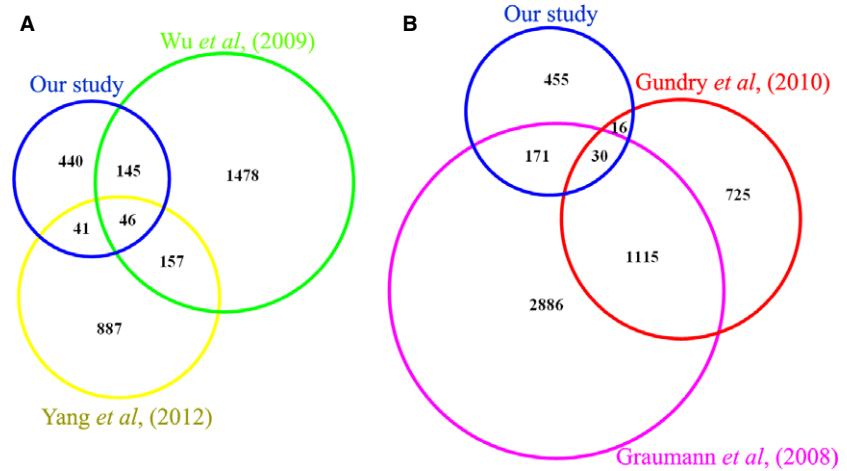 A
B
Wu et al, (2009)
Our study
440
145
1478
41
46
157
887
Yang et al, (2012)
Our study
455
Gundry et al, (2010)
16
171
30
725
1115
2886
Graumann et al, (2008)